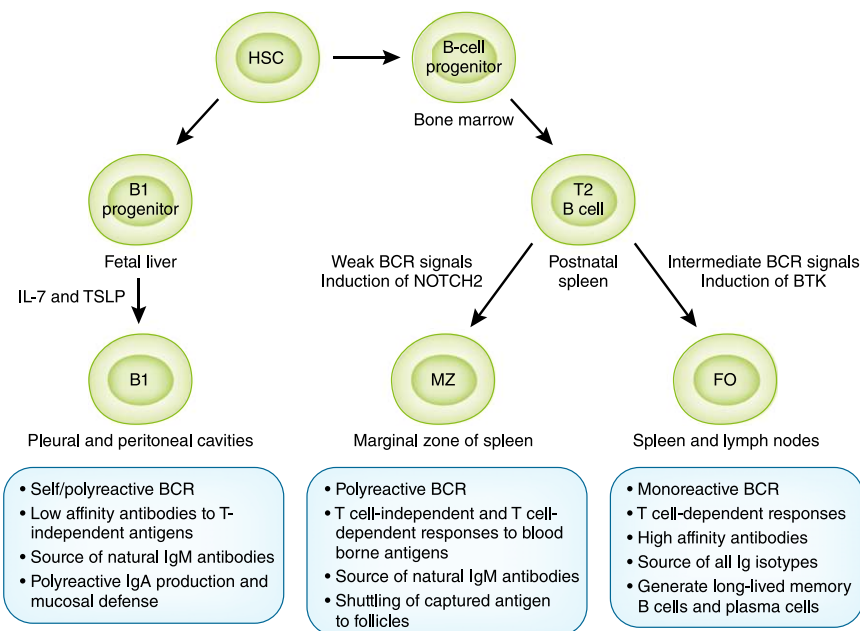 HSC
B-cell
progenitor
Bone marrow
B1
progenitor
Fetal liver
T2
B cell
Postnatal
spleen
IL-7 and TSLP
Weak BCR signals
Induction of NOTCH2
Intermediate BCR signals
Induction of BTK
B1
Pleural and peritoneal cavities
MZ
Marginal zone of spleen
FO
Spleen and lymph nodes
• Self/polyreactive BCR
• Low affinity antibodies to T-
independent antigens
• Source of natural IgM antibodies
• Polyreactive IgA production and
mucosal defense
• Polyreactive BCR
• T cell-independent and T cell-
dependent responses to blood
borne antigens
• Source of natural IgM antibodies
• Shuttling of captured antigen
to follicles
• Monoreactive BCR
• T cell-dependent responses
• High affinity antibodies
• Source of all Ig isotypes
• Generate long-lived memory
B cells and plasma cells